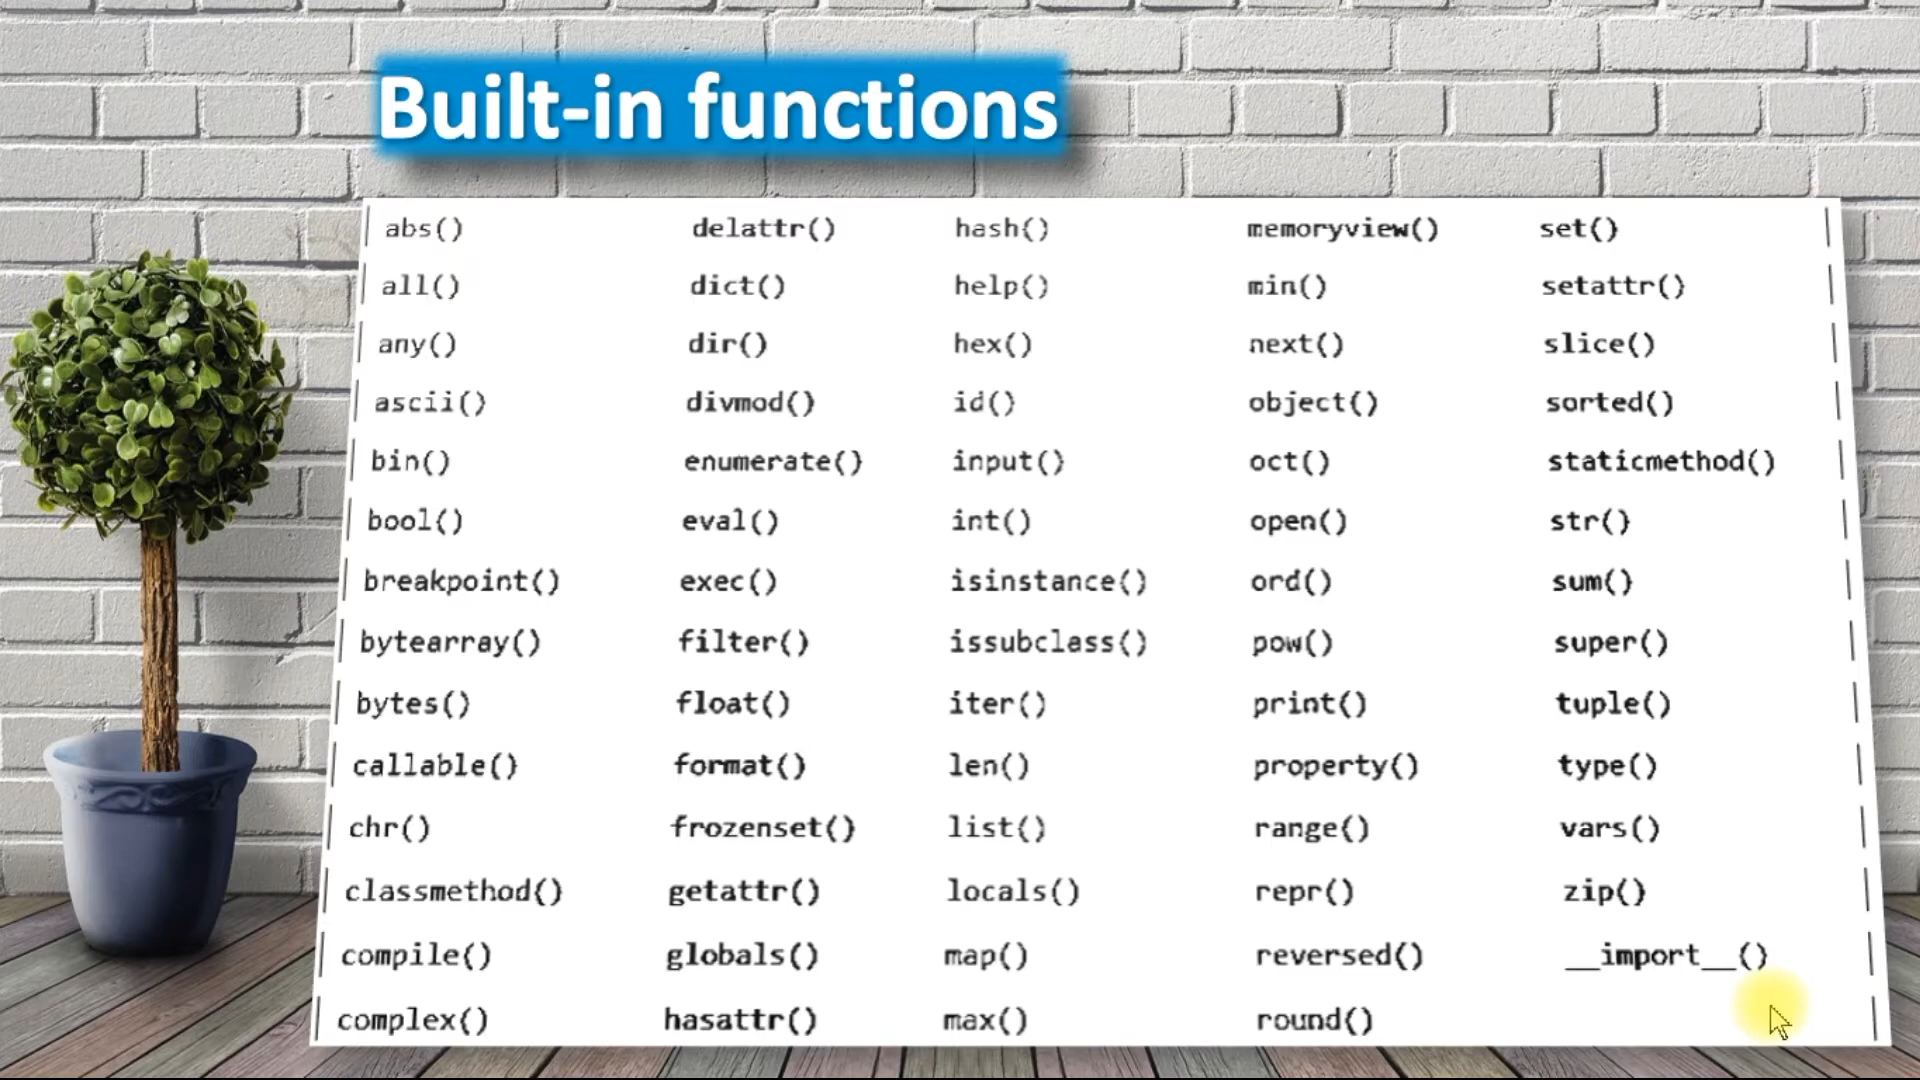 Built-in functions
abs() delattr() hash() memoryview() set()
all() dict() help() min() setattr()
any() dir() hex() next() slice()
ascii() divmod() id() object() sorted()
bin() enumerate() input() oct() staticmethod()
bool() eval() int() open() str()
breakpoint() exec() isinstance() ord() sum()
bytearray() filter() issubclass() pow() super()
bytes() float() iter() print() tuple()
callable() format() len() property() type()
chr() frozenset() list() range() vars()
classmethod() getattr() locals() repr() zip()
compile() globals() map() reversed() __import__()
complex() hasattr() max() round()